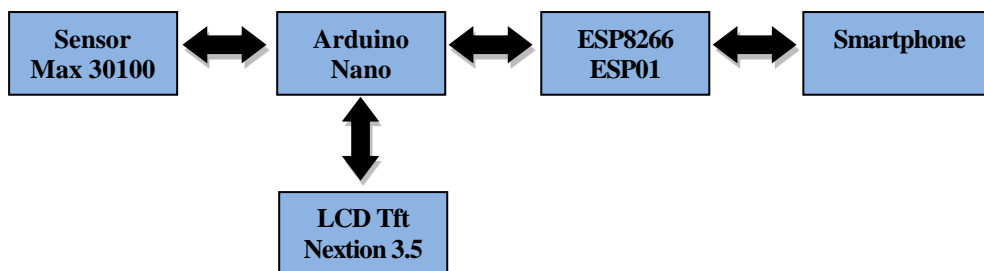 Sensor
Max 30100
Arduino
Nano
ESP8266
ESP01
Smartphone
LCD Tft
Nextion 3.5